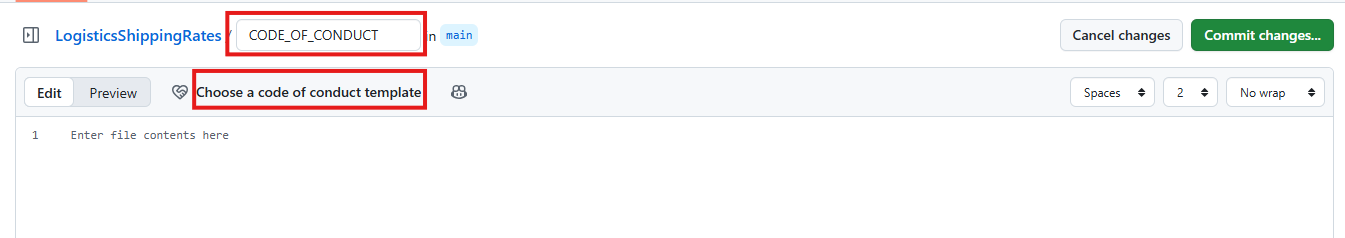 LogisticsShippingRates / CODE_OF_CONDUCT in main Cancel changes Commit changes...
Edit Preview Choose a code of conduct template Spaces 2 No wrap
1 Enter file contents here